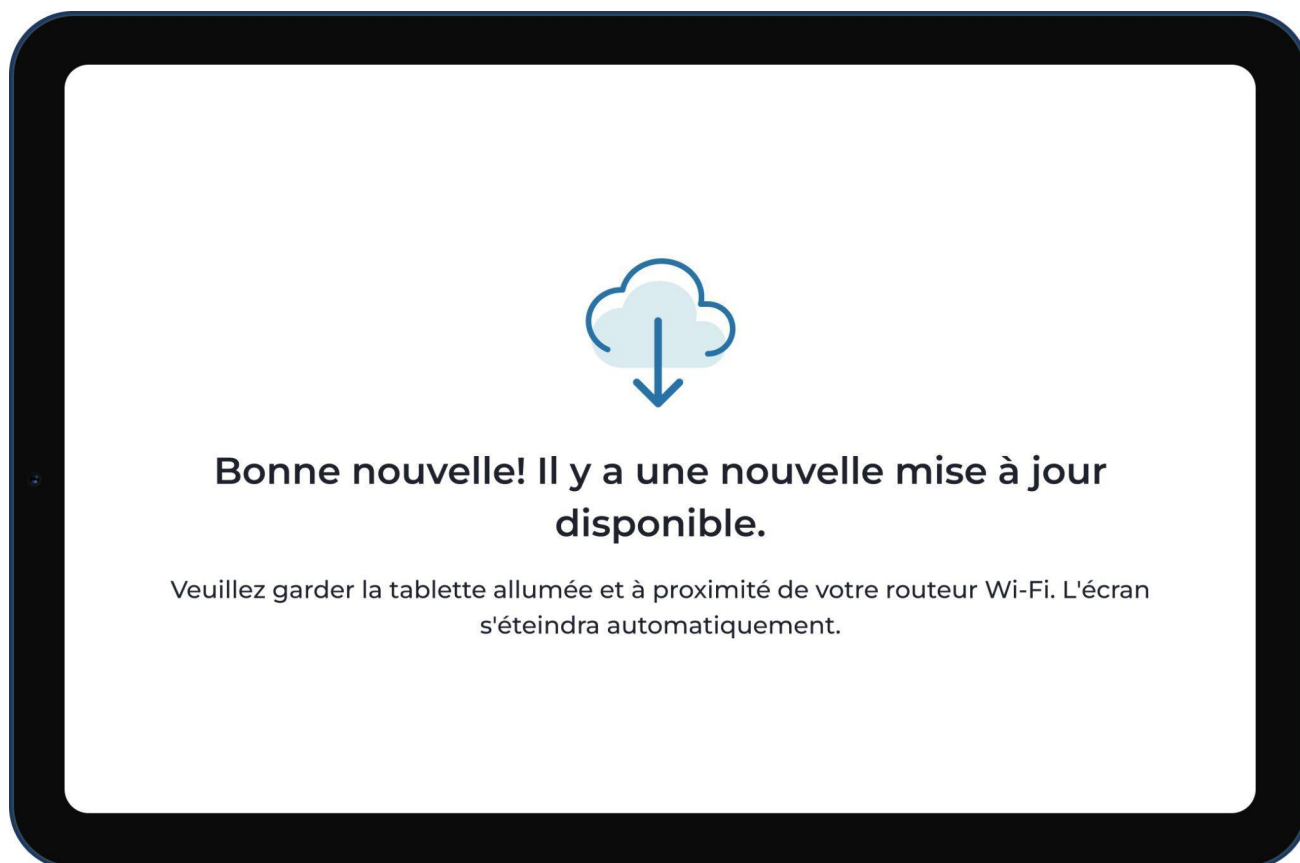 Bonne nouvelle! Il y a une nouvelle mise à jour
disponible.
Veuillez garder la tablette allumée et à proximité de votre routeur Wi-Fi. L'écran
s'éteindra automatiquement.